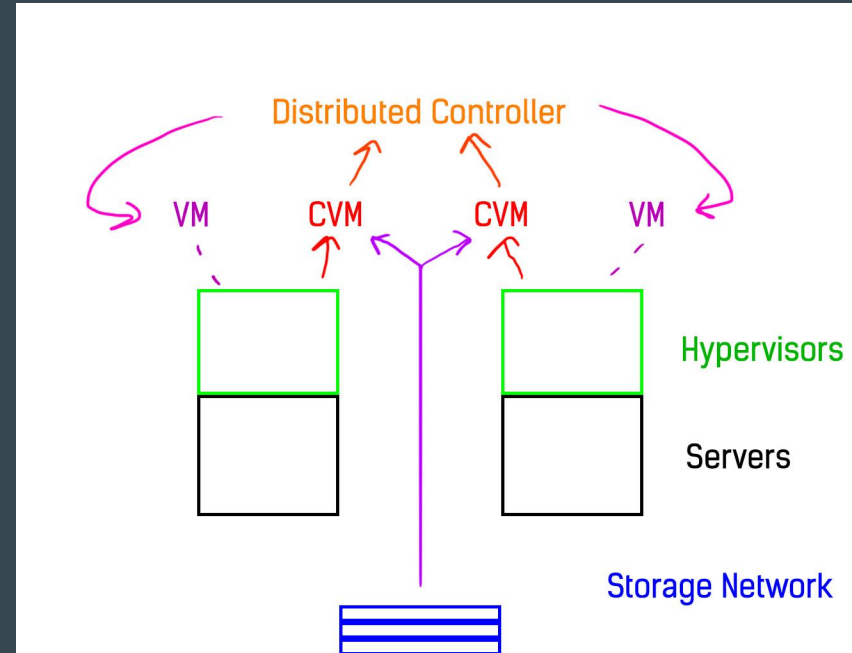 Distributed Controller
VM CVM CVM VM
Hypervisors
Servers
Storage Network